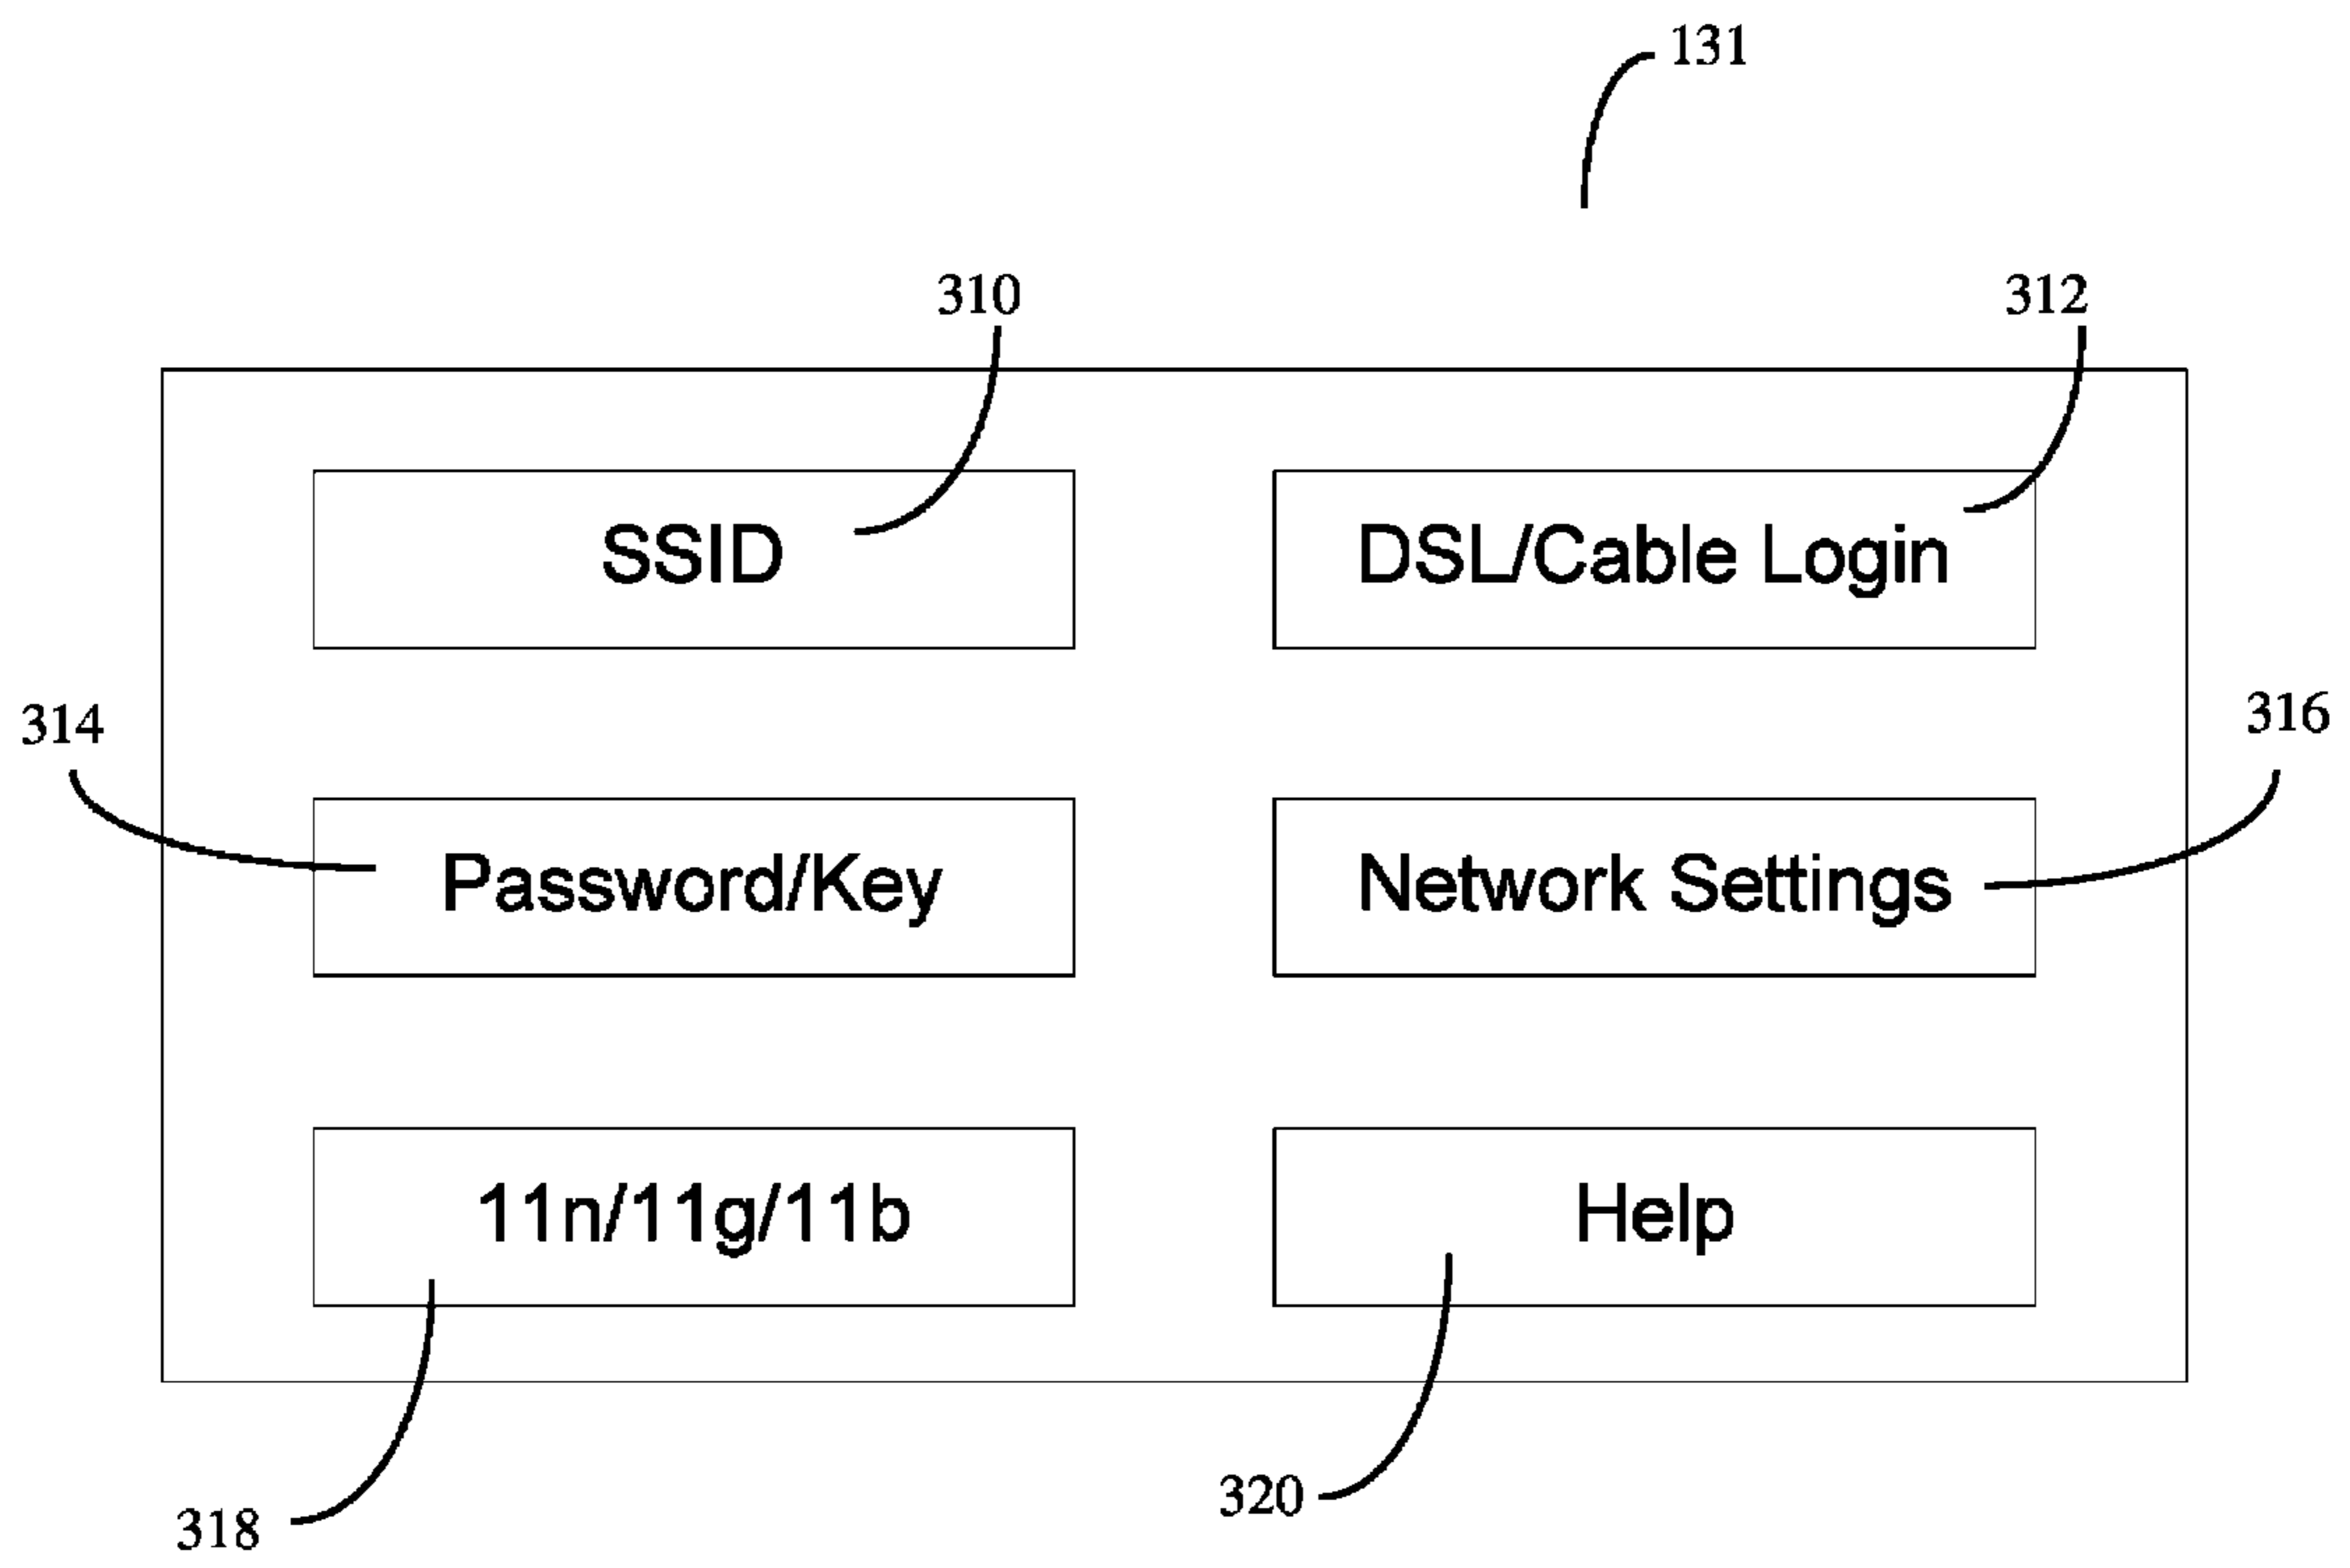 131
310
312
SSID
DSL/Cable Login
314
316
Password/Key
Network Settings
11n/11g/11b
Help
318
320